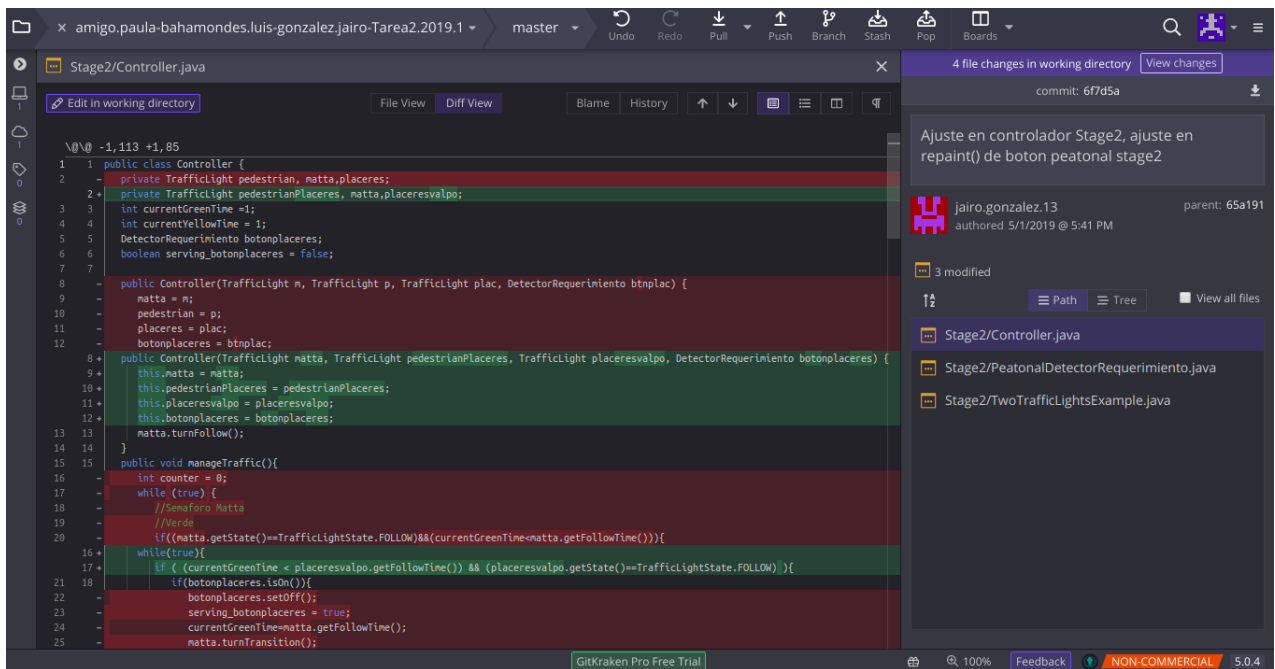 amigo.paula-bahamondes.luis-gonzalez.jairo-Tarea2.2019.1
master
Undo
Redo
Pull
Push
Branch
Stash
Pop
Boards
Stage2/Controller.java
4 file changes in working directory View changes
Edit in working directory
File View Diff View
Blame History
commit: 6f7d5a
1
1
0
0
\@\@ -1,113 +1,85
1 1 public class Controller {
2 - private TrafficLight pedestrian, matta,placeres;
2 + private TrafficLight pedestrianPlaceres, matta,placeresvalpo;
3 3 int currentGreenTime =1;
4 4 int currentYellowTime = 1;
5 5 DetectorRequerimiento botonplaceres;
6 6 boolean serving_botonplaceres = false;
7 7
8 - public Controller(TrafficLight m, TrafficLight p, TrafficLight plac, DetectorRequerimiento btnplac) {
9 - matta = m;
10 - pedestrian = p;
11 - placeres = plac;
12 - botonplaceres = btnplac;
8 + public Controller(TrafficLight matta, TrafficLight pedestrianPlaceres, TrafficLight placeresvalpo, DetectorRequerimiento botonplaceres) {
9 + this.matta = matta;
10 + this.pedestrianPlaceres = pedestrianPlaceres;
11 + this.placeresvalpo = placeresvalpo;
12 + this.botonplaceres = botonplaceres;
13 13 matta.turnFollow();
14 14 }
15 15 public void manageTraffic(){
16 - int counter = 0;
17 - while (true) {
18 - //Semaforo Matta
19 - //Verde
20 - if((matta.getState()==TrafficLightState.FOLLOW)&&(currentGreenTime<matta.getFollowTime())){
16 + while(true){
17 + if ( (currentGreenTime < placeresvalpo.getFollowTime()) && (placeresvalpo.getState()==TrafficLightState.FOLLOW) ){
21 18 if(botonplaceres.isOn()){
22 - botonplaceres.setOff();
23 - serving_botonplaceres = true;
24 - currentGreenTime=matta.getFollowTime();
25 - matta.turnTransition();
Ajuste en controlador Stage2, ajuste en
repaint() de boton peatonal stage2
jairo.gonzalez.13
parent: 65a191
authored 5/1/2019 @ 5:41 PM
3 modified
Path Tree View all files
Stage2/Controller.java
Stage2/PeatonalDetectorRequerimiento.java
Stage2/TwoTrafficLightsExample.java
GitKraken Pro Free Trial
100%
Feedback
NON-COMMERCIAL
5.0.4